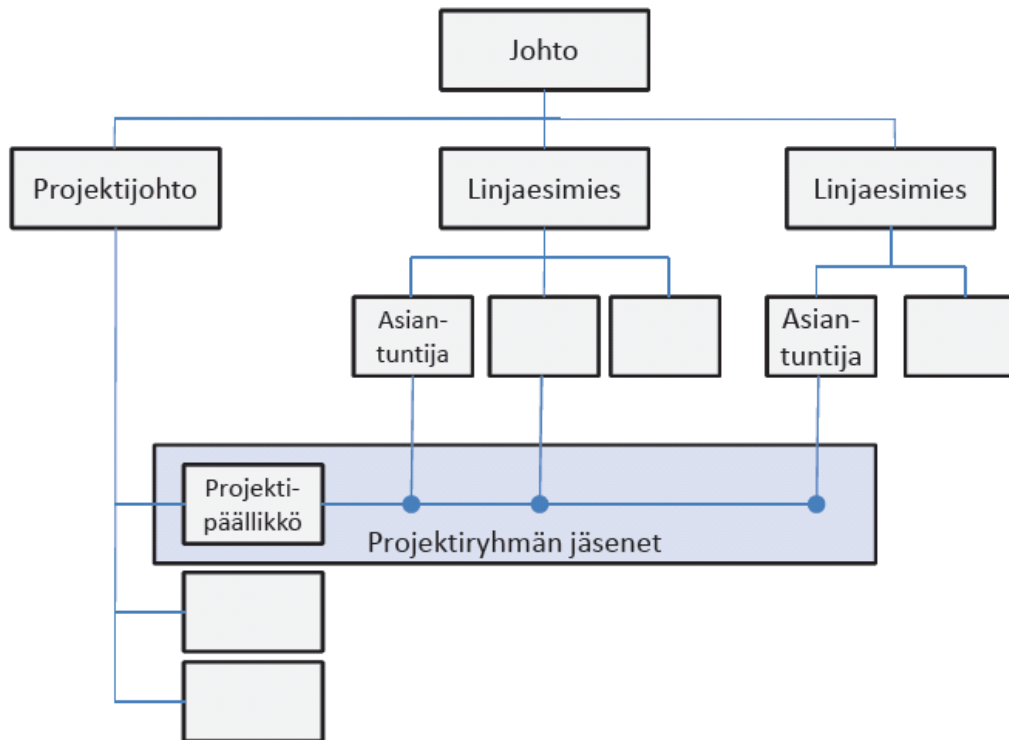 Johto
Projektijohto
Linjaesimies
Linjaesimies
Asian-
tuntija
Asian-
tuntija
Projekti-
päällikkö
Projektiryhmän jäsenet